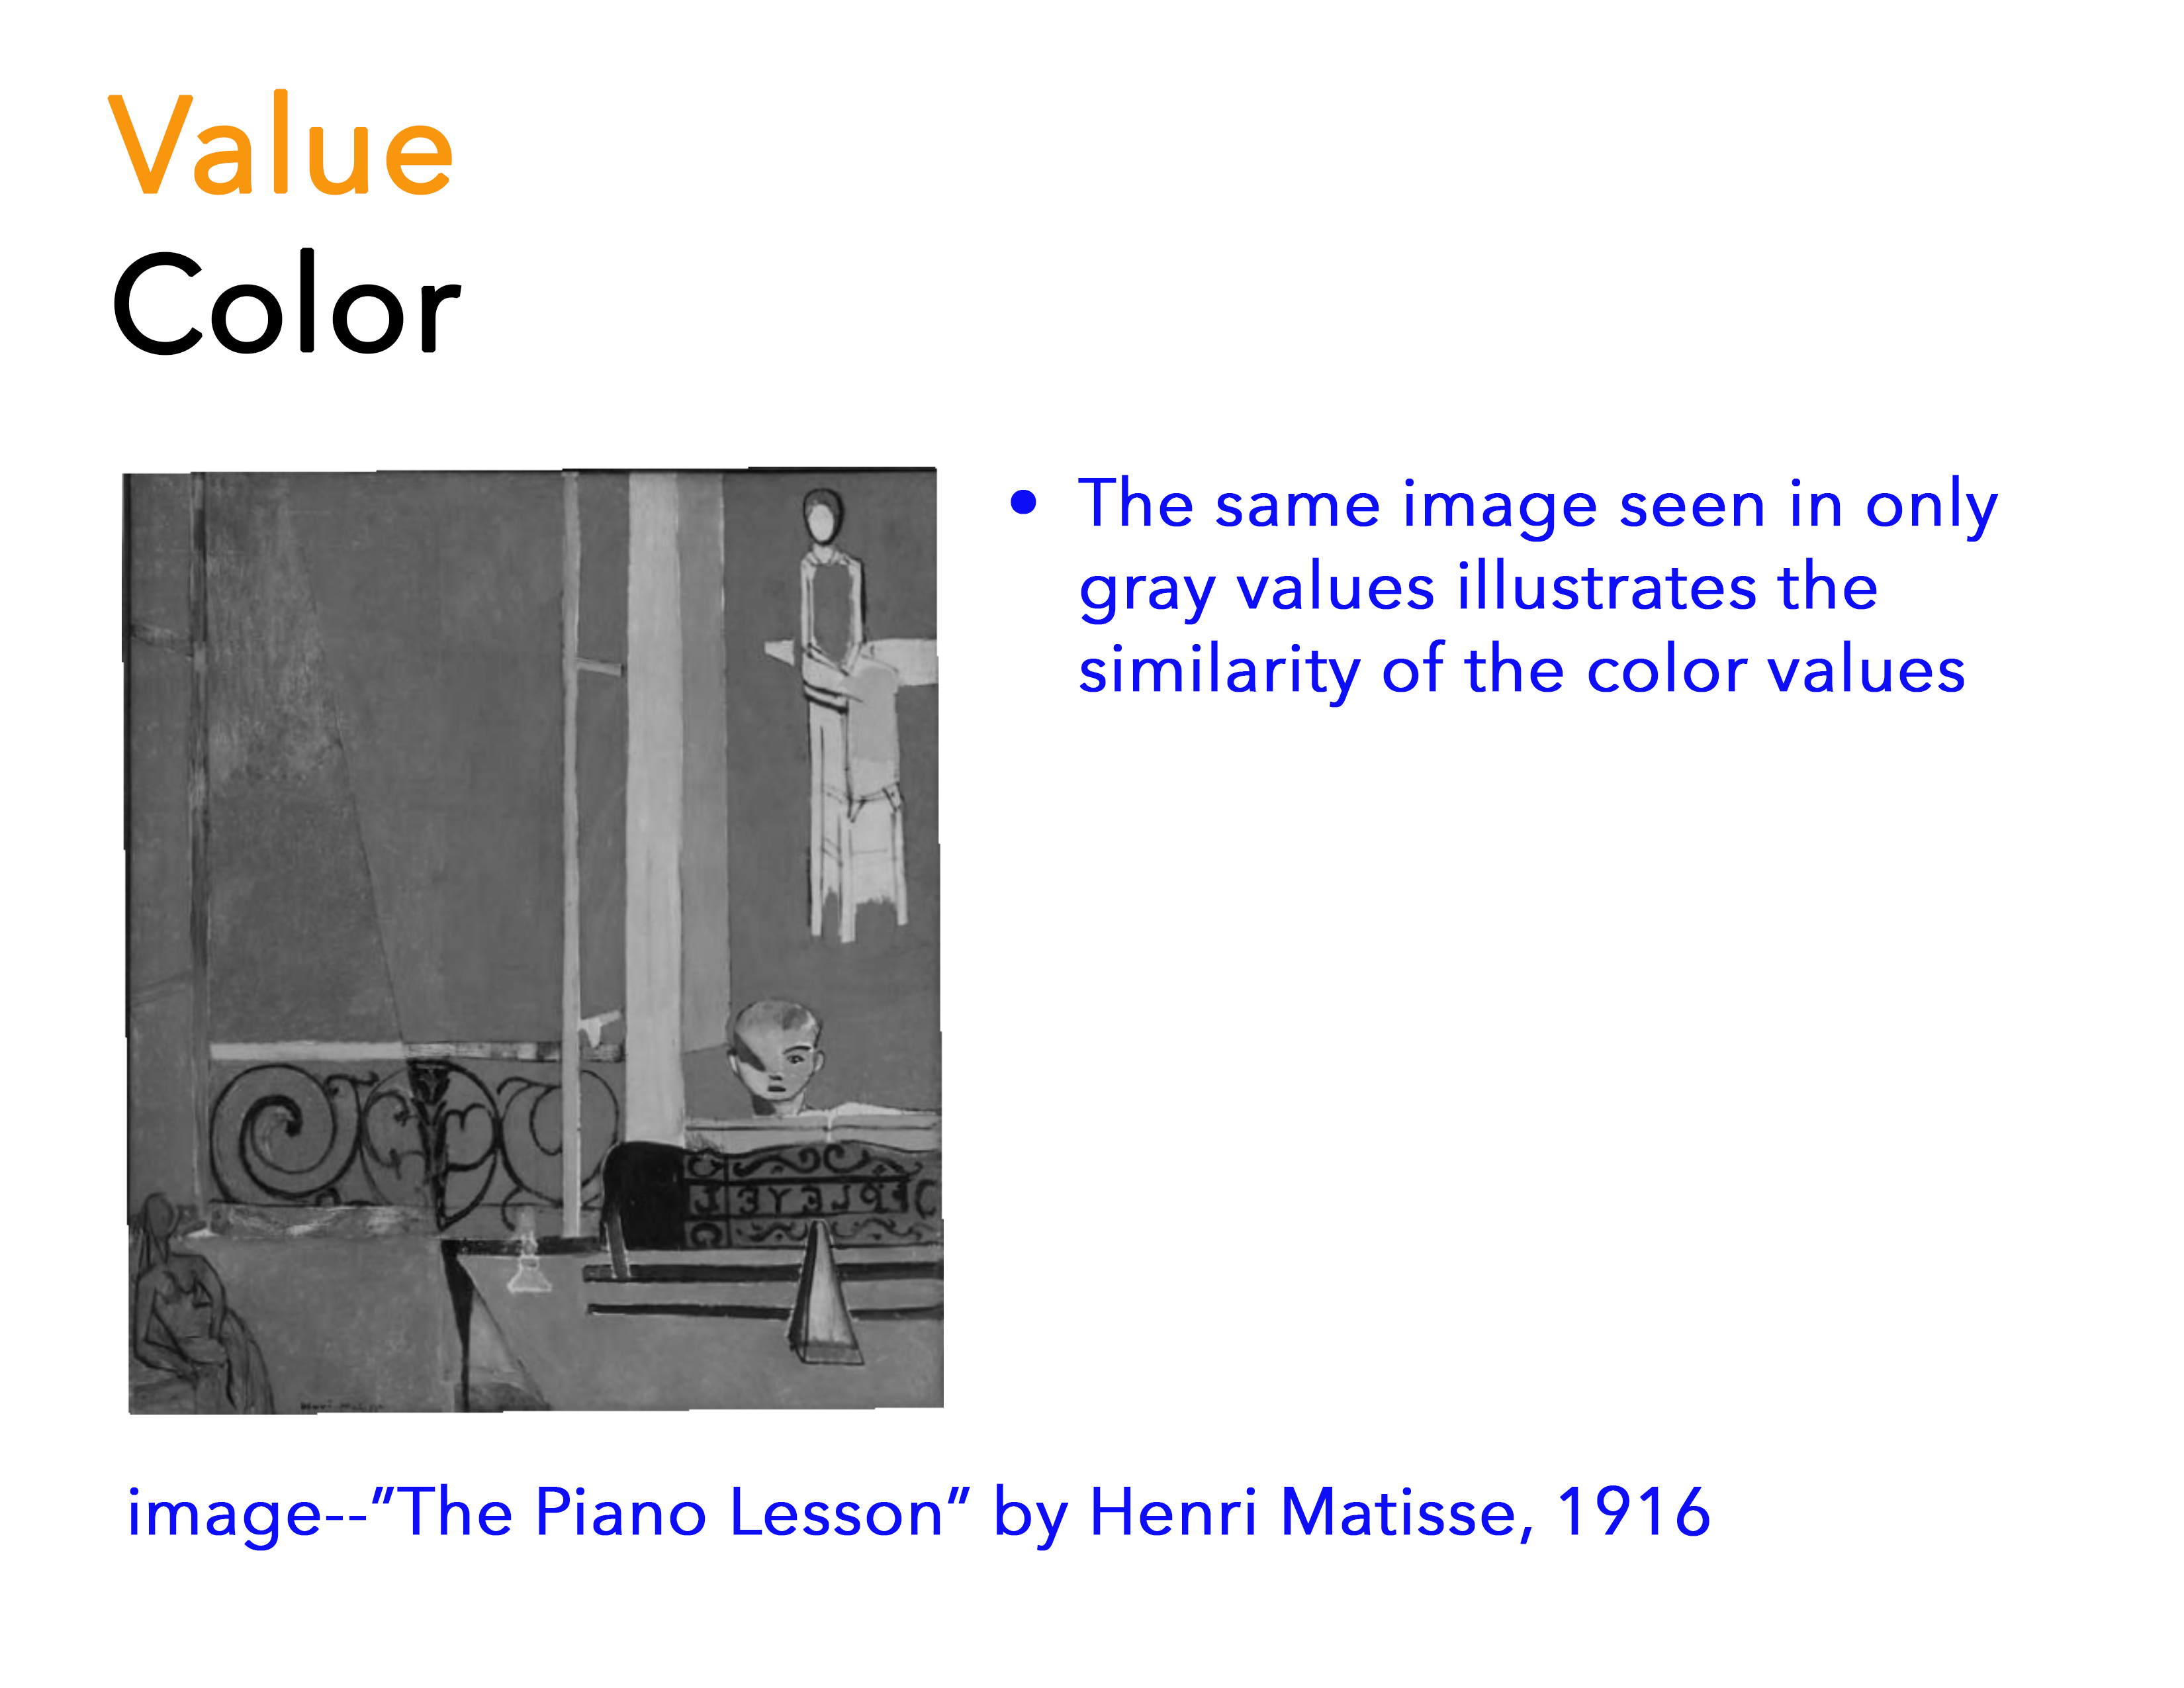 Value
Color
• The same image seen in only
gray values illustrates the
similarity of the color values
image--"The Piano Lesson" by Henri Matisse, 1916